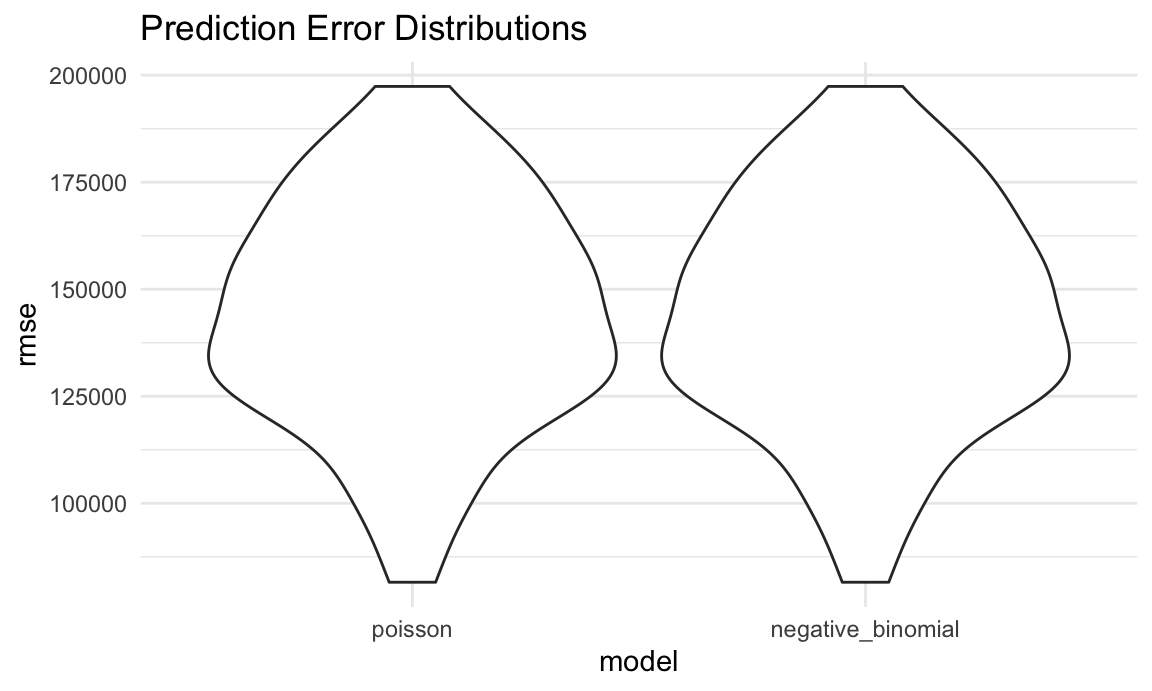 Prediction Error Distributions
200000
175000
150000
125000
100000
rmse
poisson
negative_binomial
model